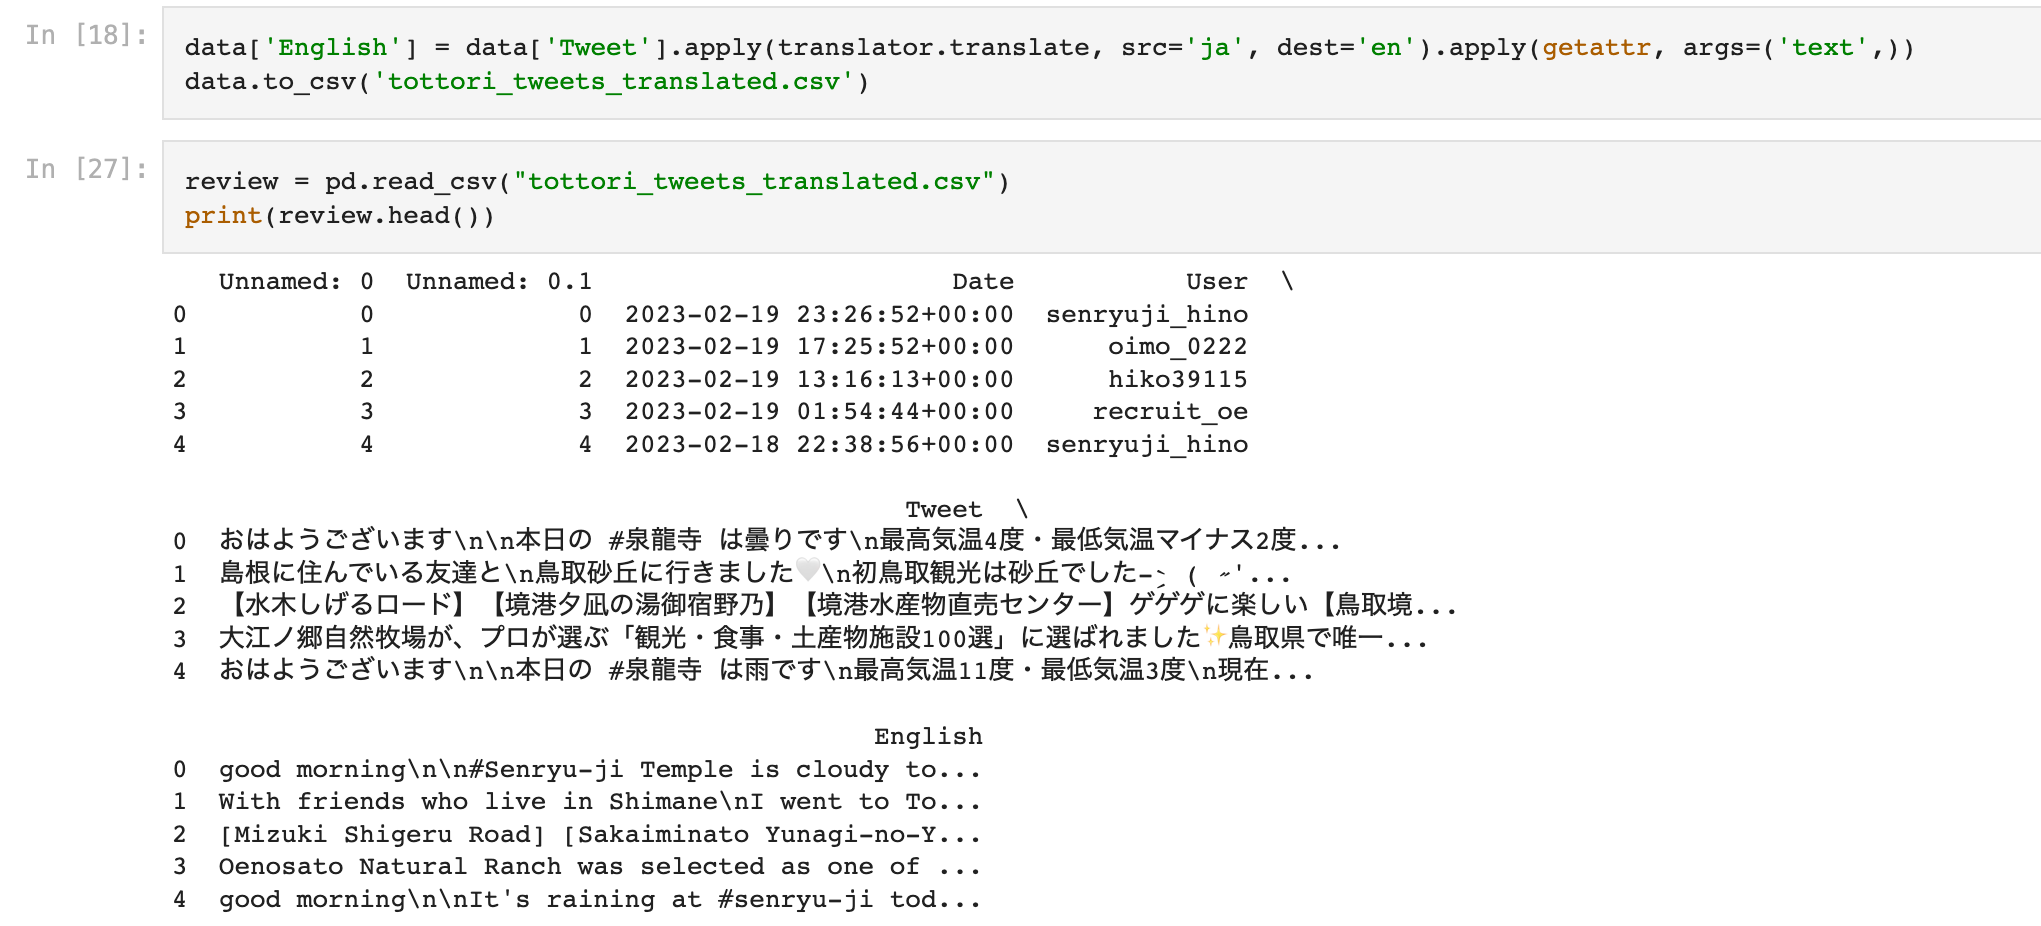 In [18]:
data['English'] = data['Tweet'].apply(translator.translate, src='ja', dest='en').apply(getattr, args=('text',))
data.to_csv('tottori_tweets_translated.csv')
In [27]:
review = pd.read_csv("tottori_tweets_translated.csv")
print(review.head())
Unnamed: 0  Unnamed: 0.1                       Date           User  \
0           0             0  2023-02-19 23:26:52+00:00  senryuji_hino
1           1             1  2023-02-19 17:25:52+00:00      oimo_0222
2           2             2  2023-02-19 13:16:13+00:00      hiko39115
3           3             3  2023-02-19 01:54:44+00:00     recruit_oe
4           4             4  2023-02-18 22:38:56+00:00  senryuji_hino
Tweet  \
0  おはようございます\n\n本日の #泉龍寺 は曇りです\n最高気温4度・最低気温マイナス2度...
1  島根に住んでいる友達と\n鳥取砂丘に行きました🤍\n初鳥取観光は砂丘でした- ̗̀ ( ˶'...
2  【水木しげるロード】【境港夕凪の湯御宿野乃】【境港水産物直売センター】ゲゲゲに楽しい【鳥取境...
3  大江ノ郷自然牧場が、プロが選ぶ「観光・食事・土産物施設100選」に選ばれました✨鳥取県で唯一...
4  おはようございます\n\n本日の #泉龍寺 は雨です\n最高気温11度・最低気温3度\n現在...
English
0  good morning\n\n#Senryu-ji Temple is cloudy to...
1  With friends who live in Shimane\nI went to To...
2  [Mizuki Shigeru Road] [Sakaiminato Yunagi-no-Y...
3  Oenosato Natural Ranch was selected as one of ...
4  good morning\n\nIt's raining at #senryu-ji tod...